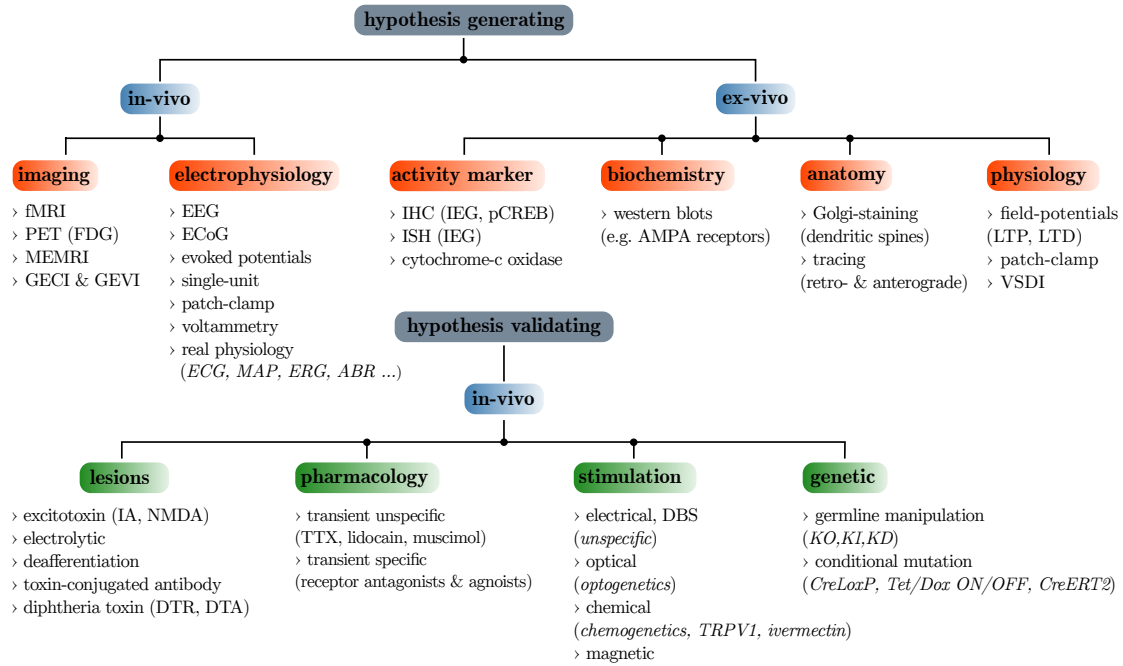 hypothesis generating
in-vivo
ex-vivo
imaging
› fMRI
› PET (FDG)
› MEMRI
› GECI & GEVI
electrophysiology
› EEG
› ECoG
› evoked potentials
› single-unit
› patch-clamp
› voltammetry
› real physiology
(ECG, MAP, ERG, ABR ...)
activity marker
› IHC (IEG, pCREB)
› ISH (IEG)
› cytochrome-c oxidase
biochemistry
› western blots
(e.g. AMPA receptors)
anatomy
› Golgi-staining
(dendritic spines)
› tracing
(retro- & anterograde)
physiology
› field-potentials
(LTP, LTD)
› patch-clamp
› VSDI
hypothesis validating
in-vivo
lesions
› excitotoxin (IA, NMDA)
› electrolytic
› deafferentiation
› toxin-conjugated antibody
› diphtheria toxin (DTR, DTA)
pharmacology
› transient unspecific
(TTX, lidocain, muscimol)
› transient specific
(receptor antagonists & agnoists)
stimulation
› electrical, DBS
(unspecific)
› optical
(optogenetics)
› chemical
(chemogenetics, TRPV1, ivermectin)
› magnetic
genetic
› germline manipulation
(KO,KI,KD)
› conditional mutation
(CreLoxP, Tet/Dox ON/OFF, CreERT2)